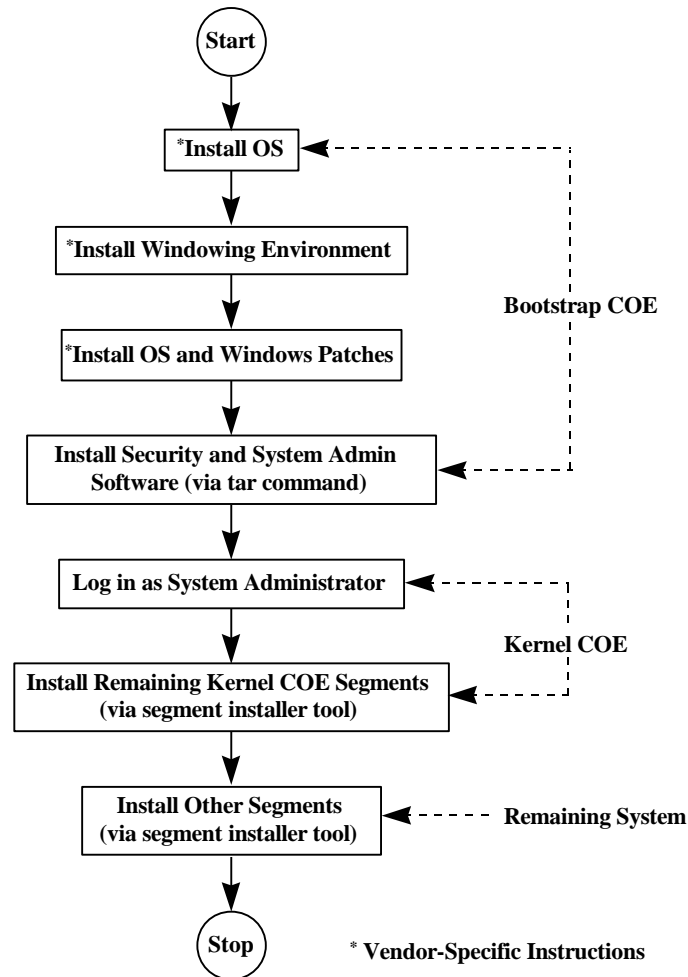 Start
*Install OS
*Install Windowing Environment
Bootstrap COE
*Install OS and Windows Patches
Install Security and System Admin
Software (via tar command)
Log in as System Administrator
Kernel COE
Install Remaining Kernel COE Segments
(via segment installer tool)
Install Other Segments
(via segment installer tool)
Remaining System
Stop
* Vendor-Specific Instructions